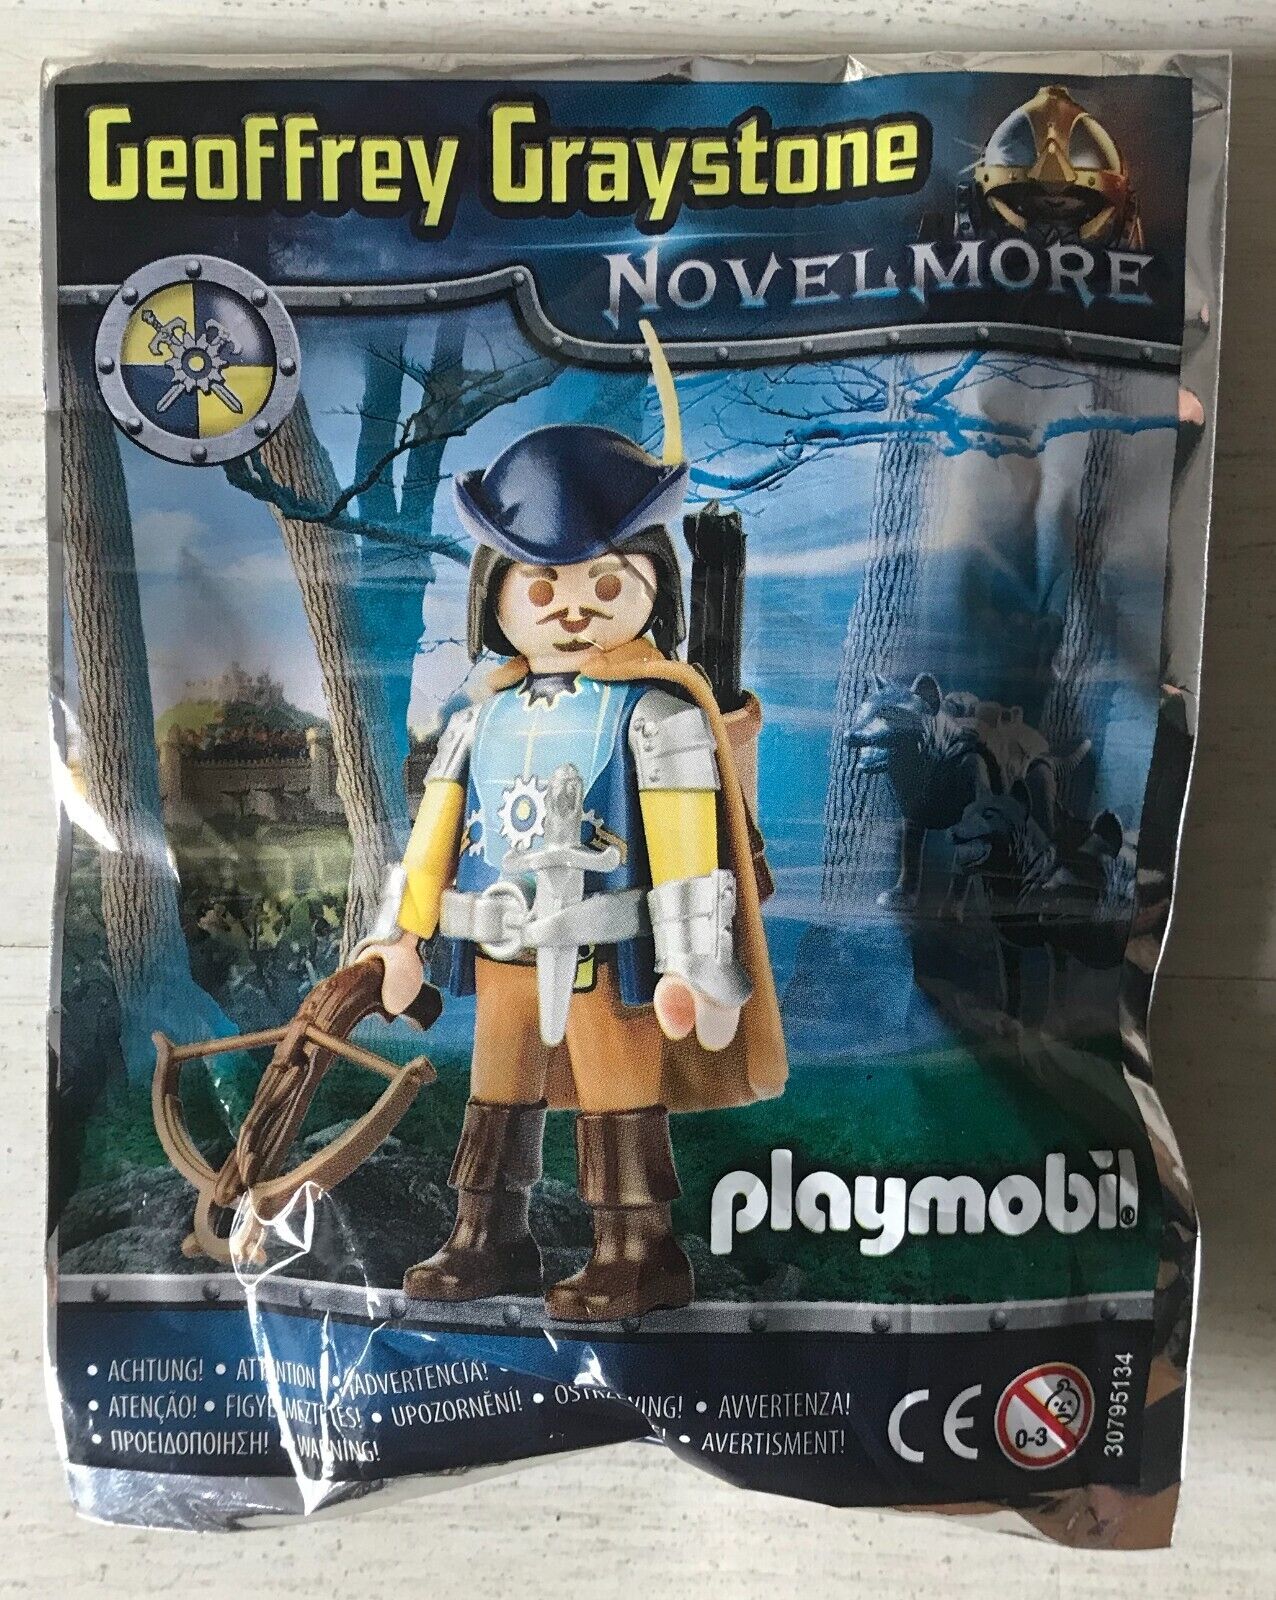 Geoffrey Graystone
NOVELMORE
playmobil®
• ACHTUNG! • ATTENTION • ¡ADVERTENCIA!
• ATENÇÃO! • FIGYELMEZTETÉS! • UPOZORNĚNÍ! • • AVVERTENZA!
• ΠΡΟΕΙΔΟΠΟΙΗΣΗ! • WARNING! • AVERTISMENT!
CE
0-3
30795134